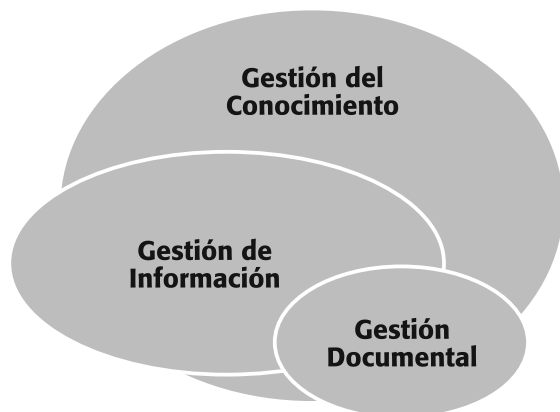 Gestión del
Conocimiento
Gestión de
Información
Gestión
Documental